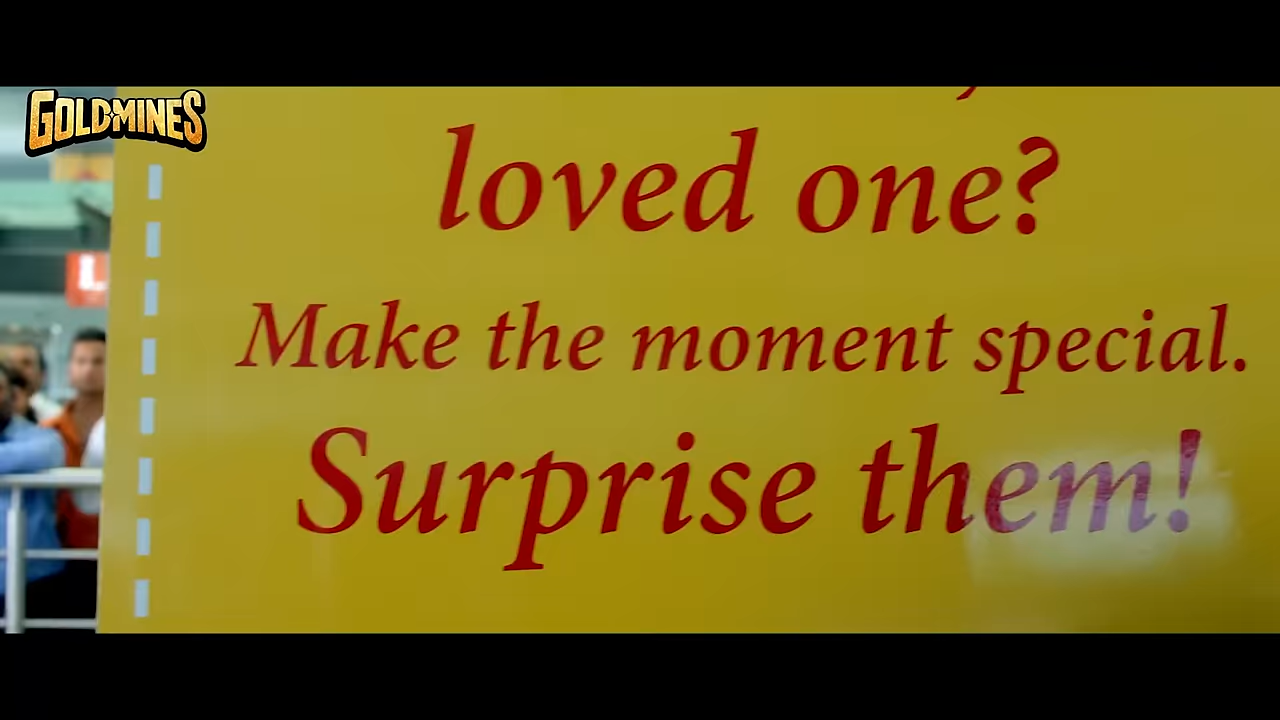 GOLDMINES
loved one?
Make the moment special.
Surprise them!
L